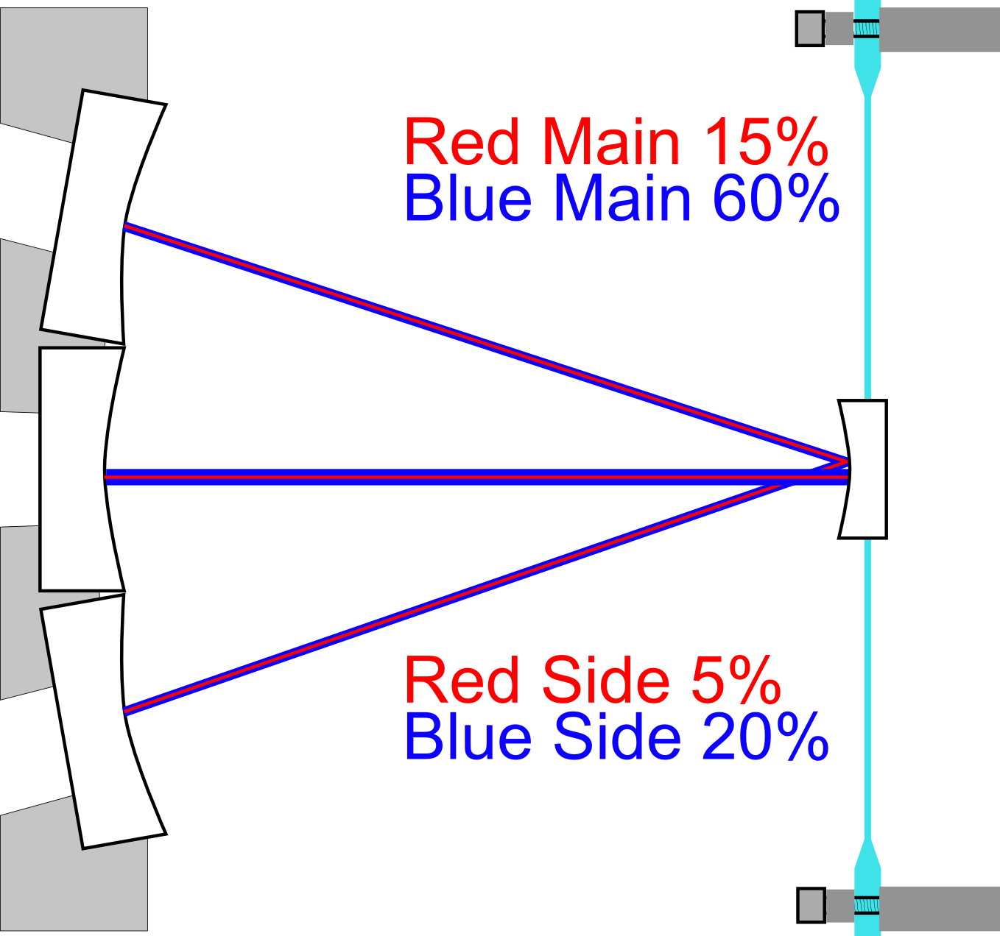 Red Main 15%
Blue Main 60%
Red Side 5%
Blue Side 20%